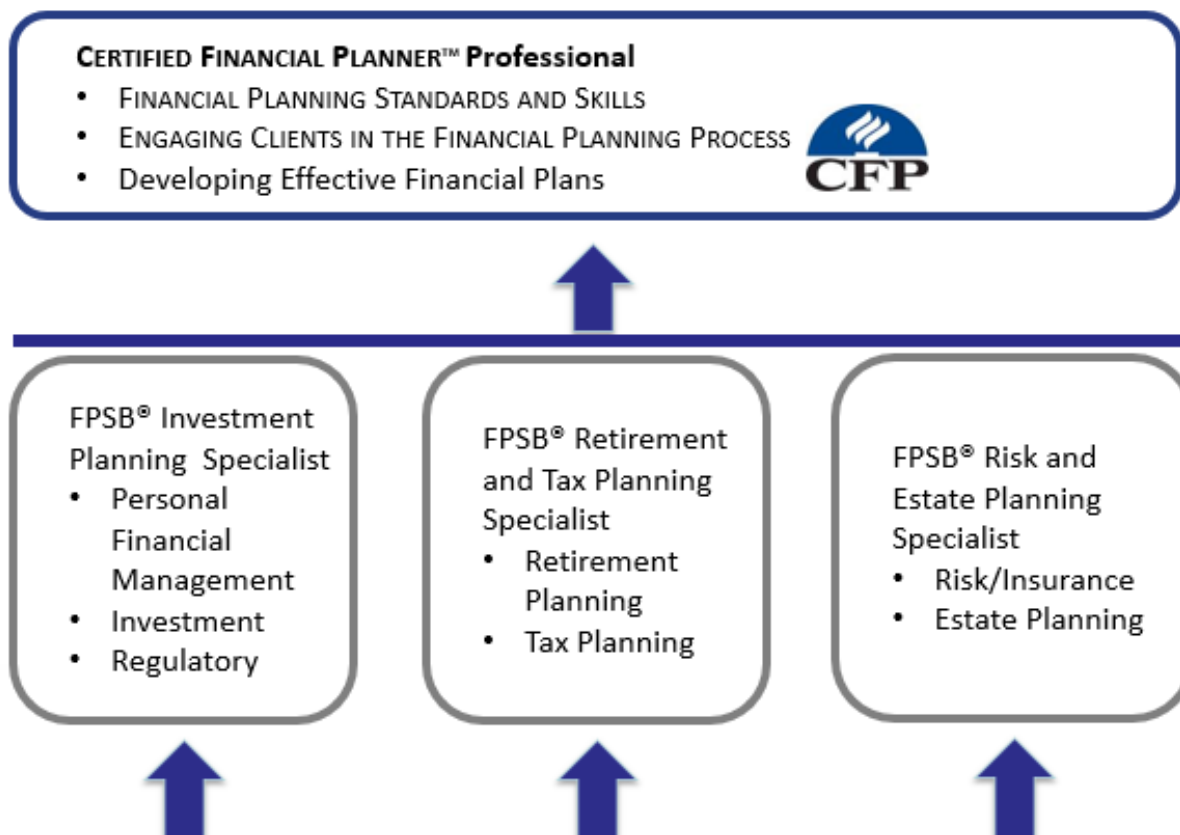 CERTIFIED FINANCIAL PLANNER™ Professional
• FINANCIAL PLANNING STANDARDS AND SKILLS
• ENGAGING CLIENTS IN THE FINANCIAL PLANNING PROCESS
• Developing Effective Financial Plans
CFP
FPSB® Investment
Planning Specialist
• Personal
Financial
Management
• Investment
• Regulatory
FPSB® Retirement
and Tax Planning
Specialist
• Retirement
Planning
• Tax Planning
FPSB® Risk and
Estate Planning
Specialist
• Risk/Insurance
• Estate Planning